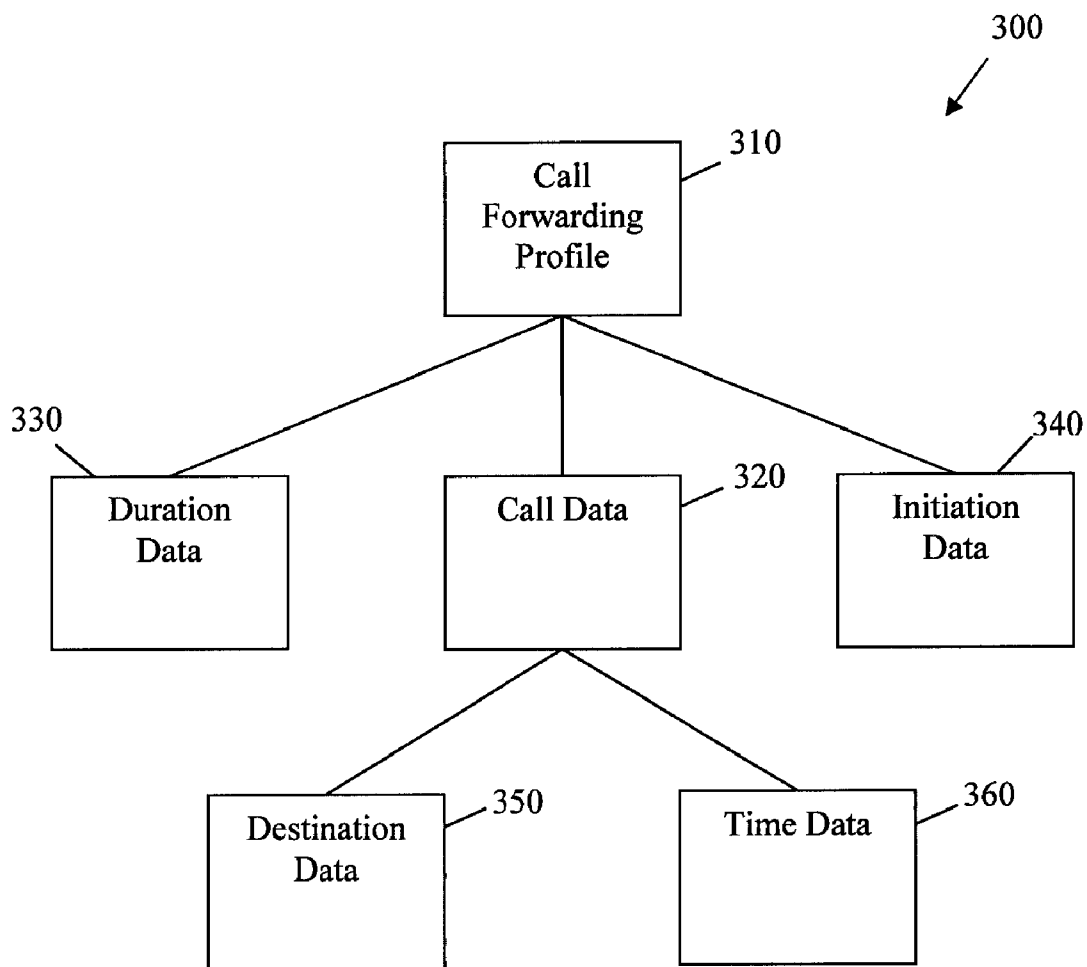 300
310
Call
Forwarding
Profile
330
340
320
Duration
Data
Call Data
Initiation
Data
350
360
Destination
Data
Time Data